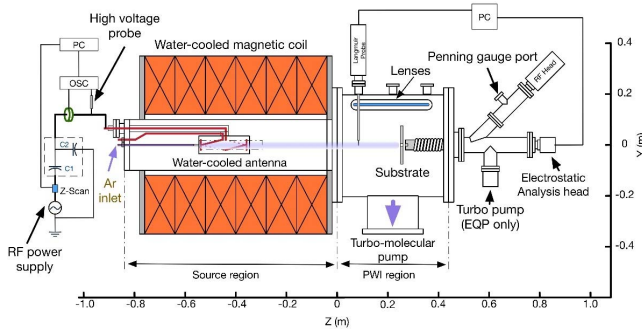 High voltage
probe
PC
OSC
C2
C1
Z-Scan
RF power
supply
Ar
inlet
Water-cooled magnetic coil
Water-cooled antenna
Source region
Langmuir
Probe
Lenses
Substrate
Turbo-molecular
pump
PWI region
PC
Penning gauge port
RF Head
Electrostatic
Analysis head
Turbo pump
(EQP only)
0.4
0.2
0
-0.2
-0.4
-1.0
-0.8
-0.6
-0.4
-0.2
0
0.2
0.4
0.6
0.8
1.0
Z (m)